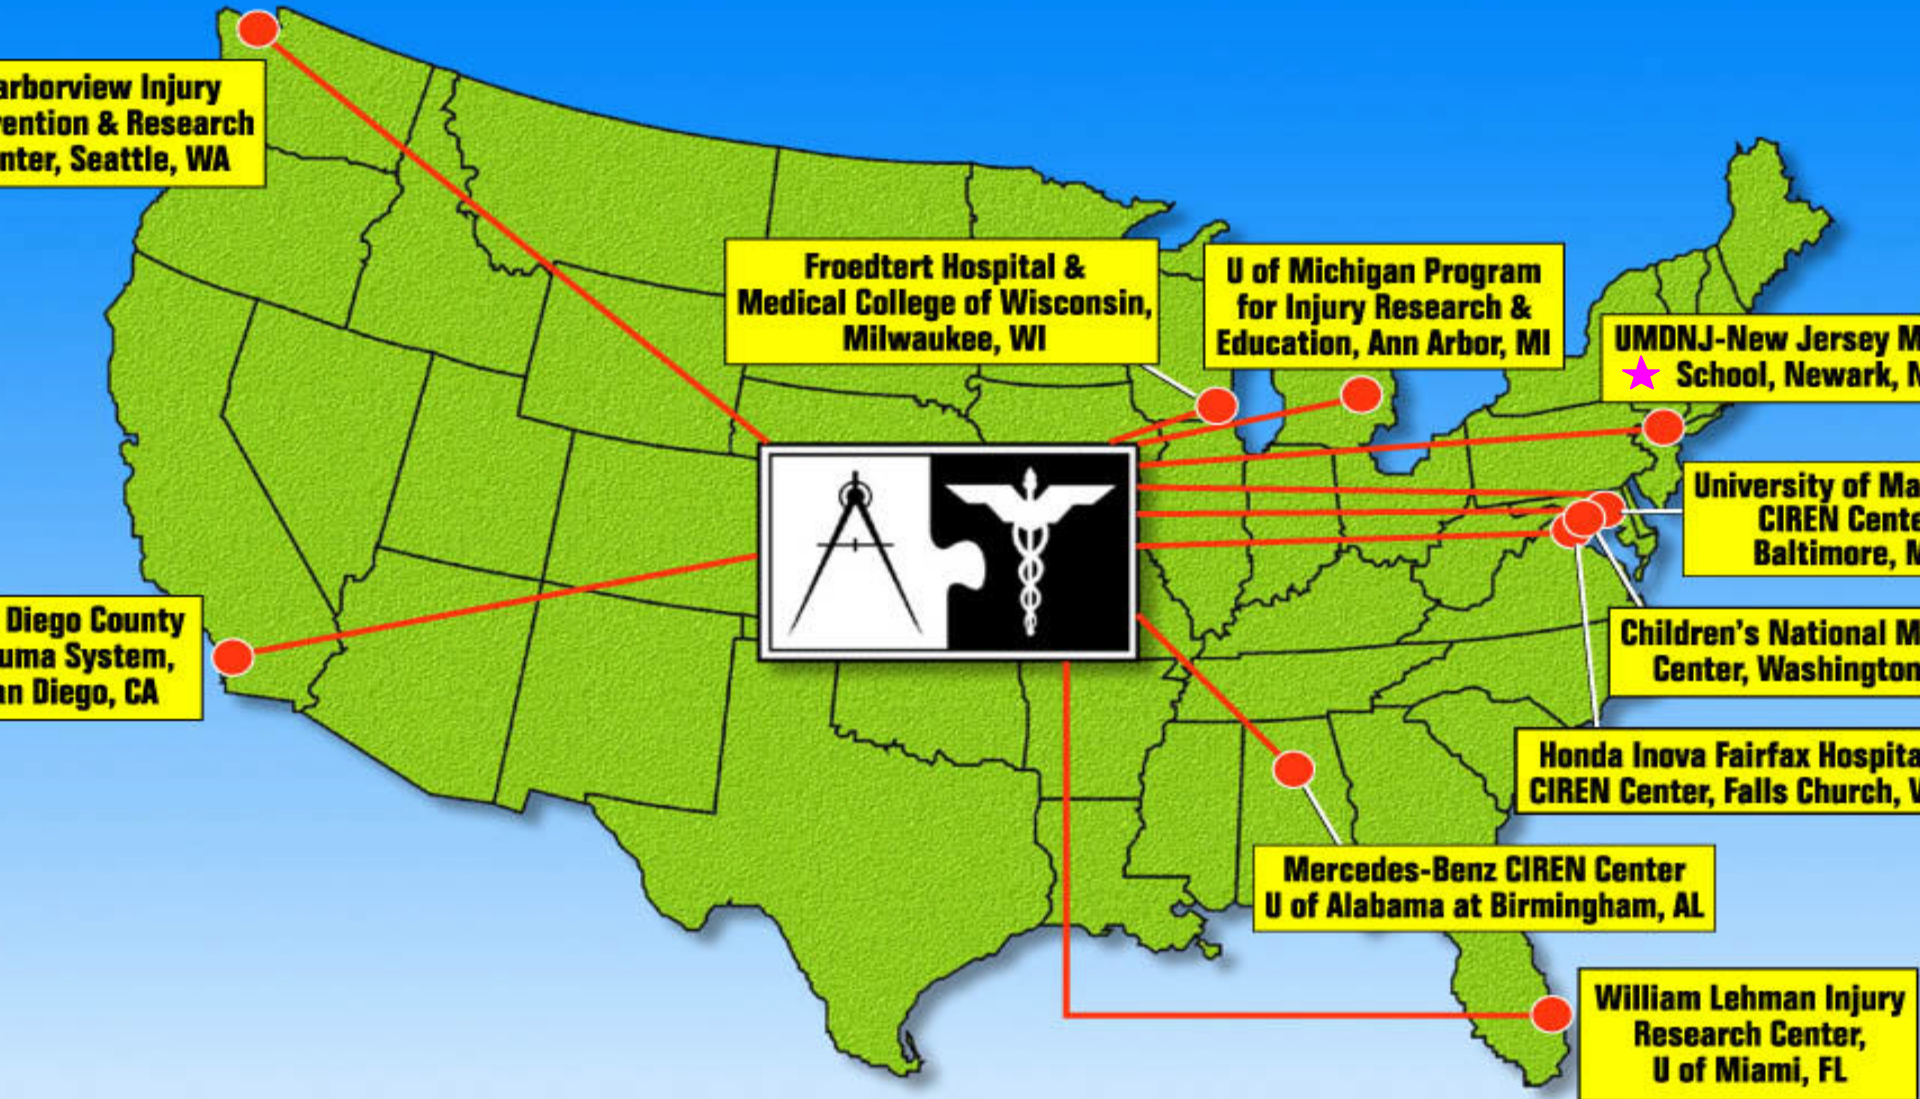 arborview Injury
ention & Research
nter, Seattle, WA
Froedtert Hospital &
Medical College of Wisconsin,
Milwaukee, WI
U of Michigan Program
for Injury Research &
Education, Ann Arbor, MI
UMDNJ-New Jersey M
School, Newark, N
University of Ma
CIREN Cente
Baltimore, M
Children's National M
Center, Washington
Honda Inova Fairfax Hospita
CIREN Center, Falls Church, V
Mercedes-Benz CIREN Center
U of Alabama at Birmingham, AL
William Lehman Injury
Research Center,
U of Miami, FL
Diego County
uma System,
an Diego, CA